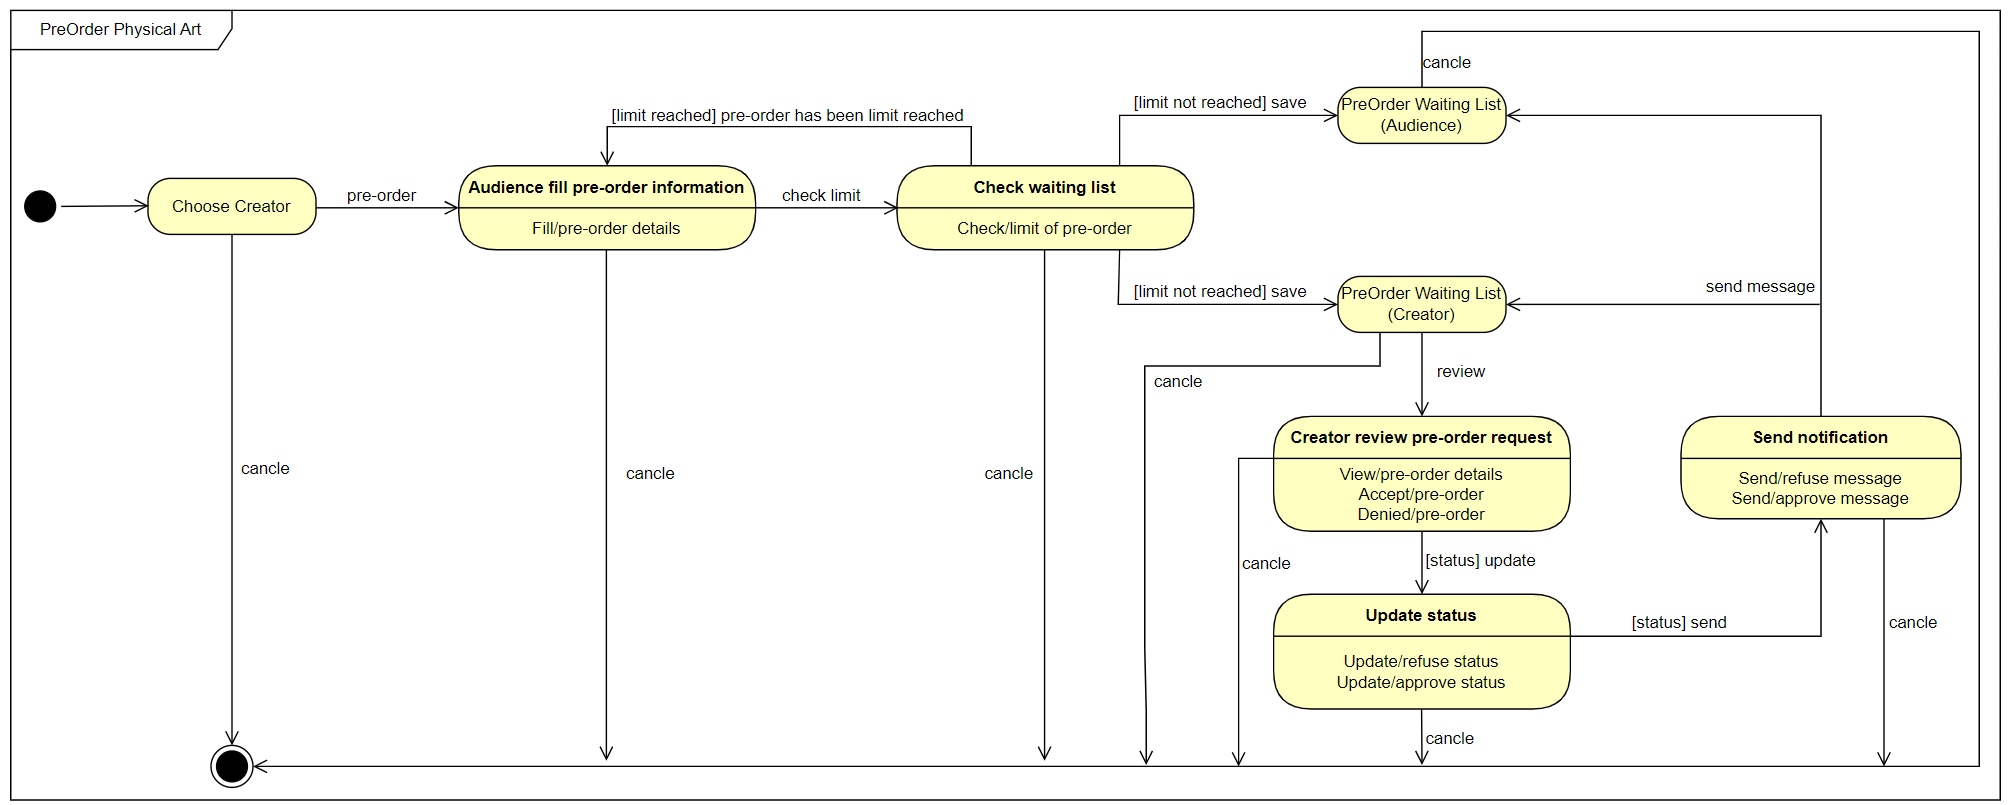 PreOrder Physical Art
cancle
[limit not reached] save
PreOrder Waiting List
(Audience)
[limit reached] pre-order has been limit reached
Choose Creator
pre-order
Audience fill pre-order information
Fill/pre-order details
check limit
Check waiting list
Check/limit of pre-order
[limit not reached] save
PreOrder Waiting List
(Creator)
send message
cancle
review
cancle
cancle
cancle
Creator review pre-order request
View/pre-order details
Accept/pre-order
Denied/pre-order
Send notification
Send/refuse message
Send/approve message
cancle
[status] update
Update status
Update/refuse status
Update/approve status
[status] send
cancle
cancle